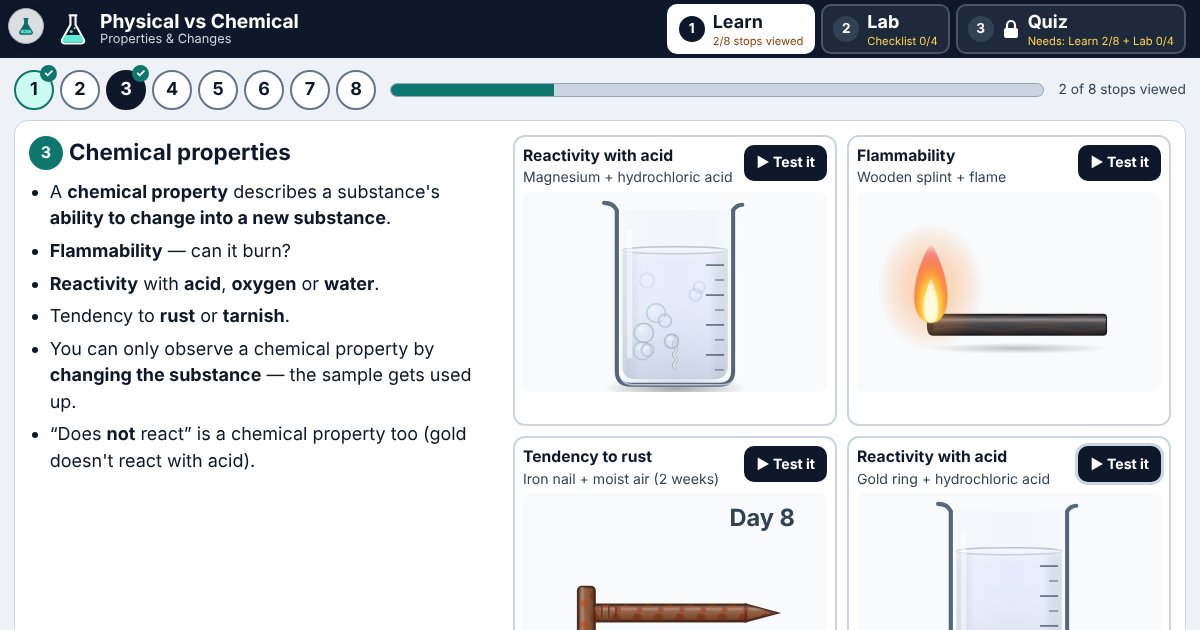 Physical vs Chemical
Properties & Changes
1 Learn
2/8 stops viewed
2 Lab
Checklist 0/4
3 Quiz
Needs: Learn 2/8 + Lab 0/4
1 2 3 4 5 6 7 8
2 of 8 stops viewed
3 Chemical properties
• A chemical property describes a substance's
ability to change into a new substance.
• Flammability — can it burn?
• Reactivity with acid, oxygen or water.
• Tendency to rust or tarnish.
• You can only observe a chemical property by
changing the substance — the sample gets used
up.
• “Does not react” is a chemical property too (gold
doesn't react with acid).
Reactivity with acid
Magnesium + hydrochloric acid
▶ Test it
Flammability
Wooden splint + flame
▶ Test it
Tendency to rust
Iron nail + moist air (2 weeks)
▶ Test it
Day 8
Reactivity with acid
Gold ring + hydrochloric acid
▶ Test it